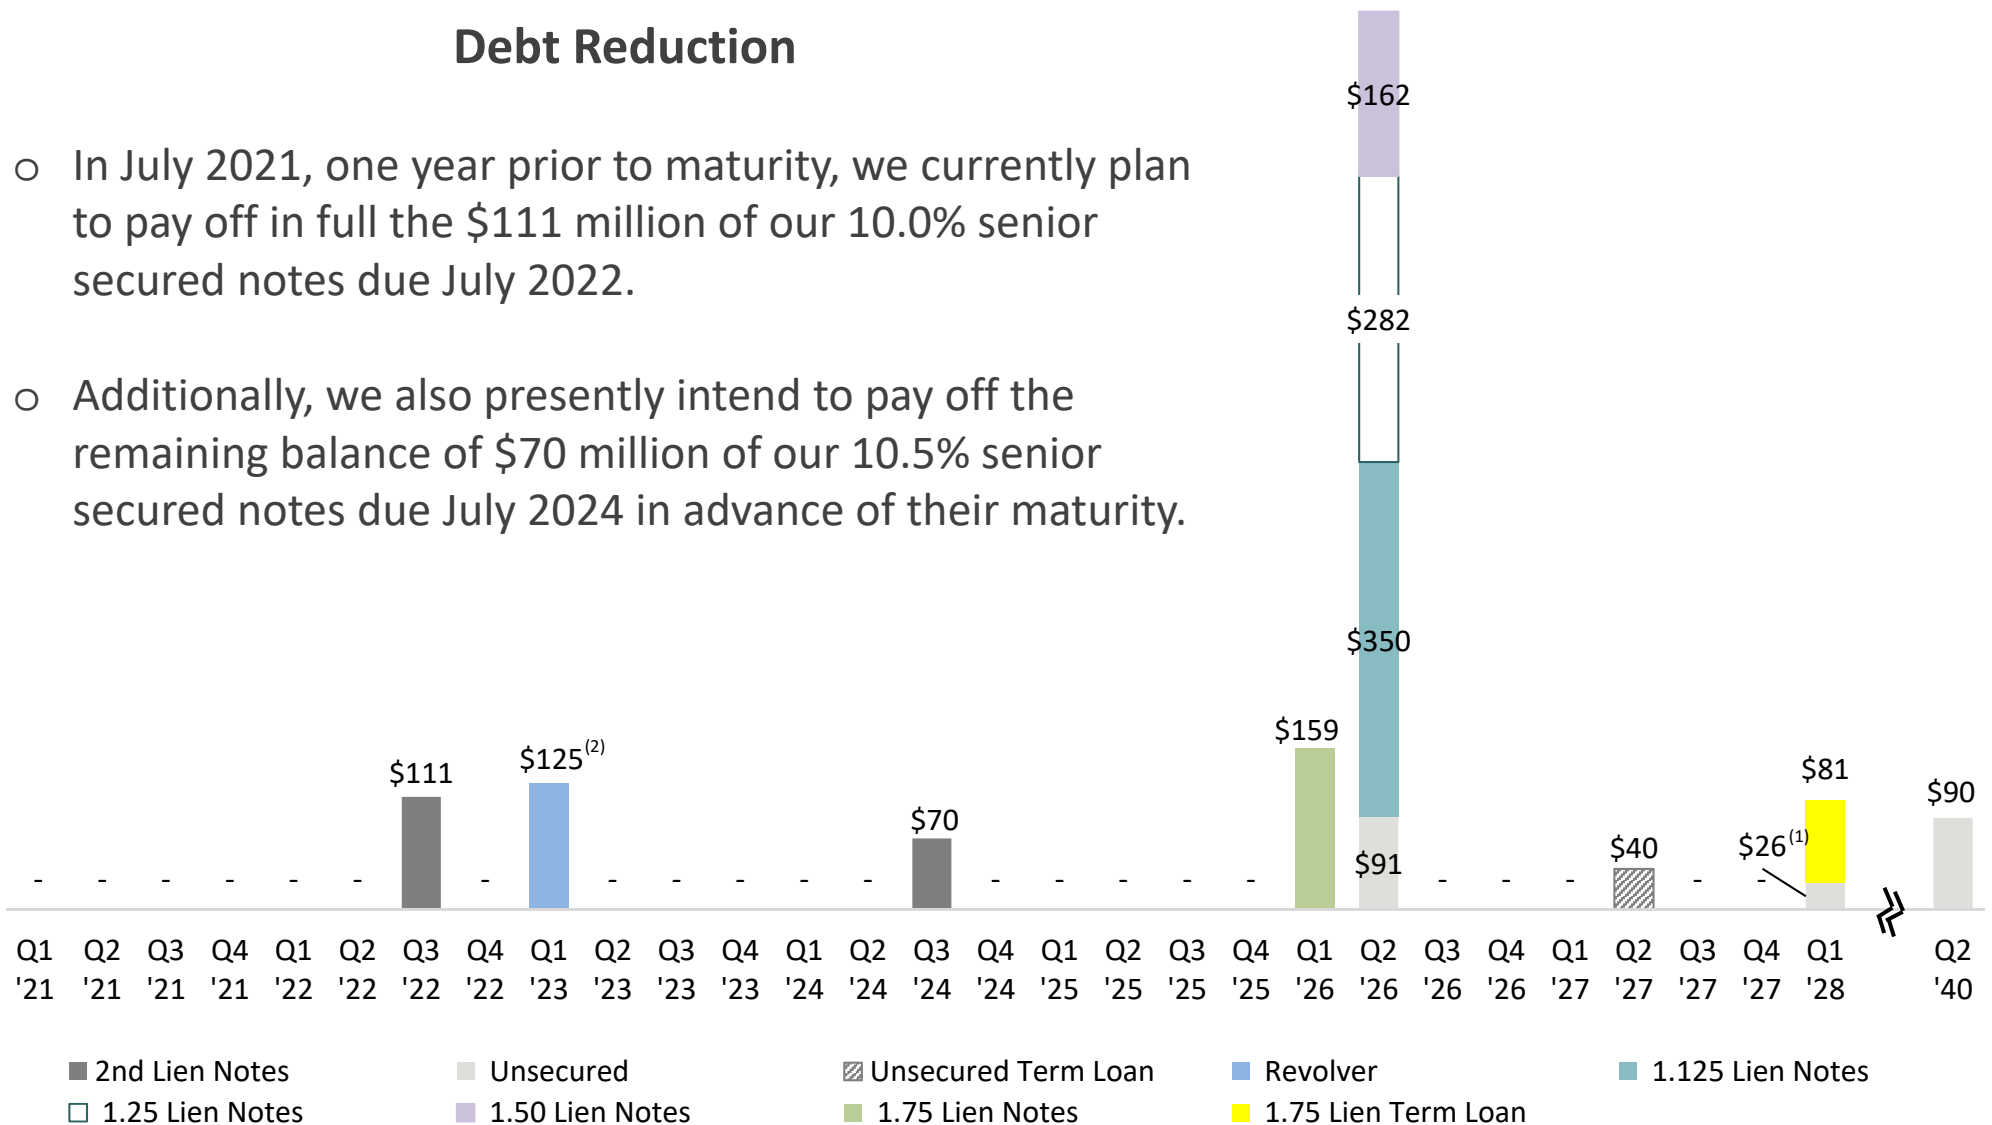 Debt Reduction
o In July 2021, one year prior to maturity, we currently plan
to pay off in full the $111 million of our 10.0% senior
secured notes due July 2022.
o Additionally, we also presently intend to pay off the
remaining balance of $70 million of our 10.5% senior
secured notes due July 2024 in advance of their maturity.
$162
$282
$350
$91
$111
$125(2)
$70
$159
$40
$26(1)
$81
$90
- - - - - - - - - - - - - - - - - - - - -
Q1 Q2 Q3 Q4 Q1 Q2 Q3 Q4 Q1 Q2 Q3 Q4 Q1 Q2 Q3 Q4 Q1 Q2 Q3 Q4 Q1 Q2 Q3 Q4 Q1 Q2 Q3 Q4 Q1 Q2
'21 '21 '21 '21 '22 '22 '22 '22 '23 '23 '23 '23 '24 '24 '24 '24 '25 '25 '25 '25 '26 '26 '26 '26 '27 '27 '27 '27 '28 '40
2nd Lien Notes Unsecured Unsecured Term Loan Revolver 1.125 Lien Notes
1.25 Lien Notes 1.50 Lien Notes 1.75 Lien Notes 1.75 Lien Term Loan